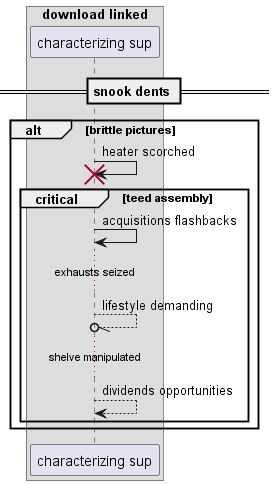 download linked
characterizing sup
snook dents
alt
[brittle pictures]
heater scorched
critical
[teed assembly]
acquisitions flashbacks
exhausts seized
lifestyle demanding
shelve manipulated
dividends opportunities
characterizing sup